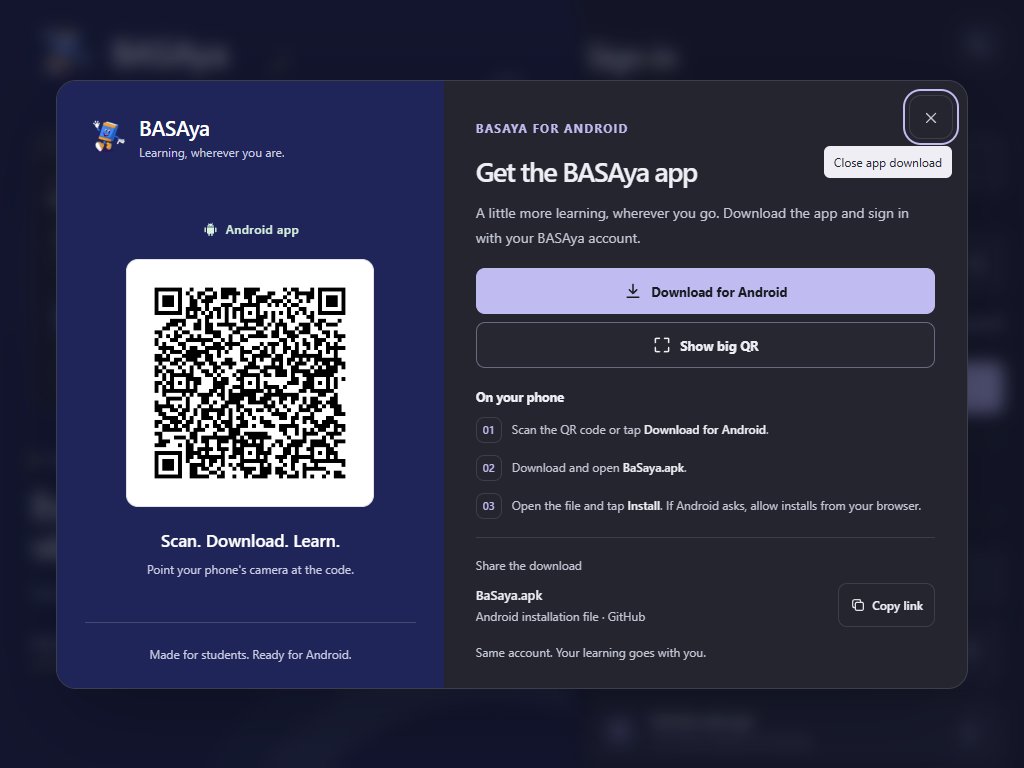 BASAya
Sign in
BASAya
Learning, wherever you are.
Android app
Scan. Download. Learn.
Point your phone's camera at the code.
Made for students. Ready for Android.
BASAYA FOR ANDROID
Close app download
Get the BASAya app
A little more learning, wherever you go. Download the app and sign in
with your BASAya account.
Download for Android
Show big QR
On your phone
01 Scan the QR code or tap Download for Android.
02 Download and open BaSaya.apk.
03 Open the file and tap Install. If Android asks, allow installs from your browser.
Share the download
BaSaya.apk
Android installation file · GitHub
Copy link
Same account. Your learning goes with you.